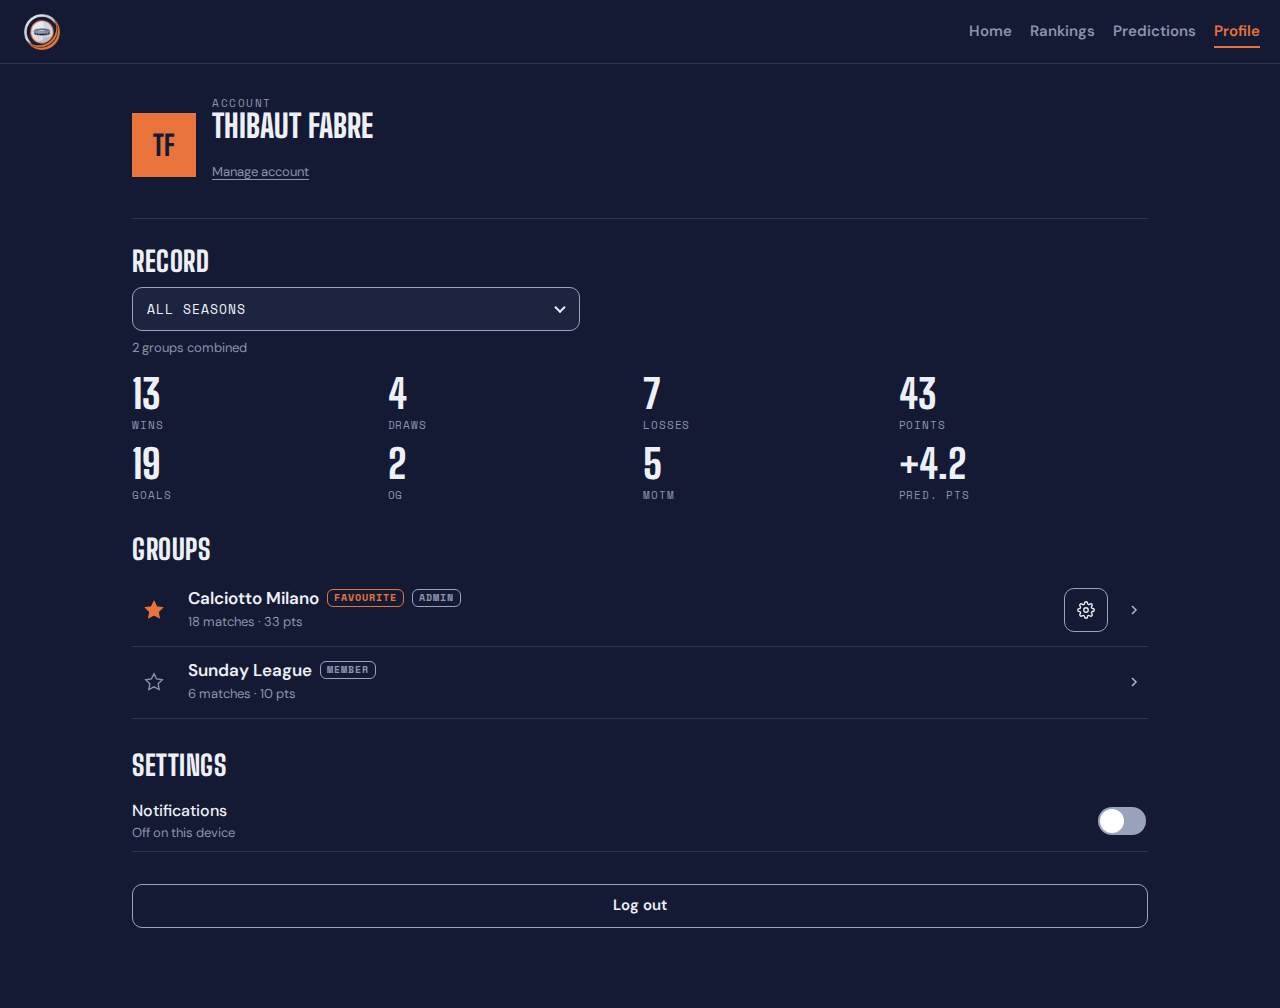 Home Rankings Predictions Profile
ACCOUNT
THIBAUT FABRE
TF
Manage account
RECORD
ALL SEASONS
2 groups combined
13 4 7 43
WINS DRAWS LOSSES POINTS
19 2 5 +4.2
GOALS OG MOTM PRED. PTS
GROUPS
Calciotto Milano FAVOURITE ADMIN
18 matches · 33 pts
Sunday League MEMBER
6 matches · 10 pts
SETTINGS
Notifications
Off on this device
Log out